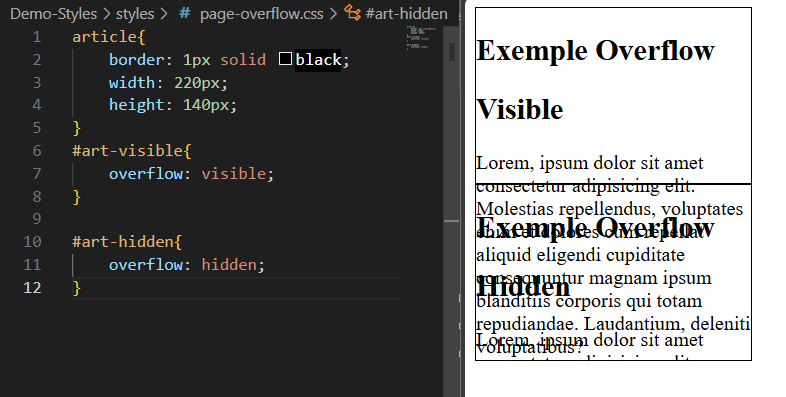 Demo-Styles > styles > # page-overflow.css > #art-hidden
1 article{
2 border: 1px solid black;
3 width: 220px;
4 height: 140px;
5 }
6 #art-visible{
7 overflow: visible;
8 }
9
10 #art-hidden{
11 overflow: hidden;
12 }
Exemple Overflow
Visible
Lorem, ipsum dolor sit amet
consectetur adipisicing elit.
Molestias repellendus, voluptates
Exemple Overflow
aliquid eligendi cupiditate
consequuntur magnam ipsum
Hidden
blanditiis corporis qui totam
repudiandae. Laudantium, deleniti
voluptatibus?
Lorem, ipsum dolor sit amet